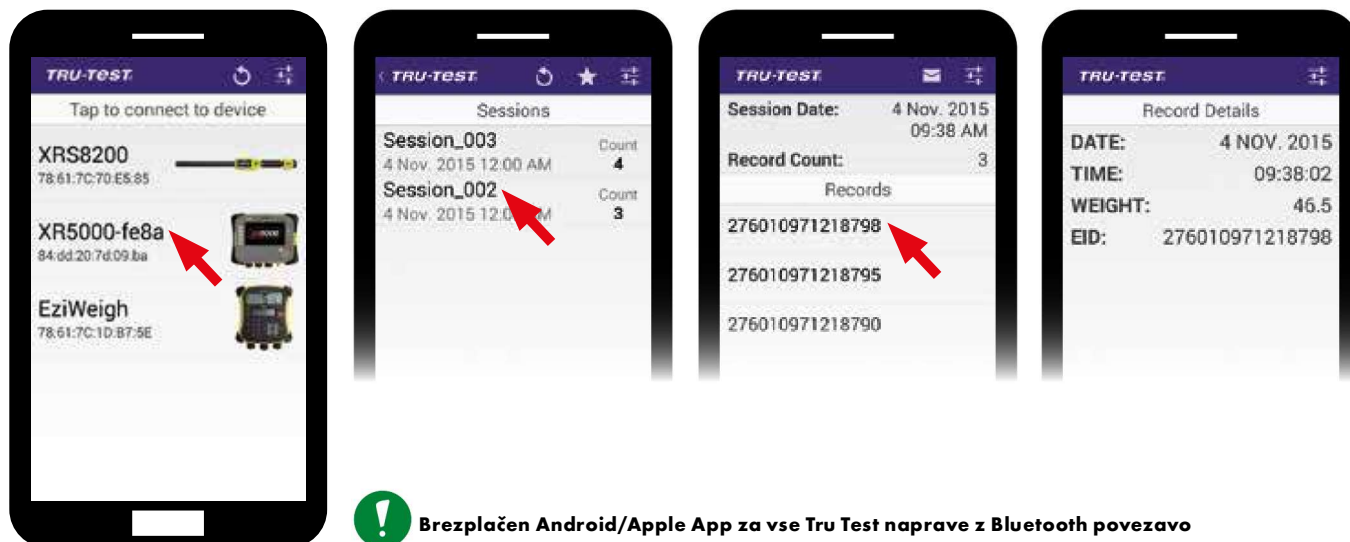 TRU-TEST
Tap to connect to device
XRS8200
78:61:7C:70:E5:85
XR5000-fe8a
84:dd:20:7d:09:ba
EziWeigh
78:61:7C:1D:B7:5E
‹ TRU-TEST
Sessions
Session_003
4 Nov. 2015 12:00 AM
Count
4
Session_002
4 Nov. 2015
Count
3
TRU-TEST
Session Date: 4 Nov. 2015
09:38 AM
Record Count: 3
Records
276010971218798
276010971218795
276010971218790
TRU-TEST
Record Details
DATE: 4 NOV. 2015
TIME: 09:38:02
WEIGHT: 46.5
EID: 276010971218798
! Brezplačen Android/Apple App za vse Tru Test naprave z Bluetooth povezavo